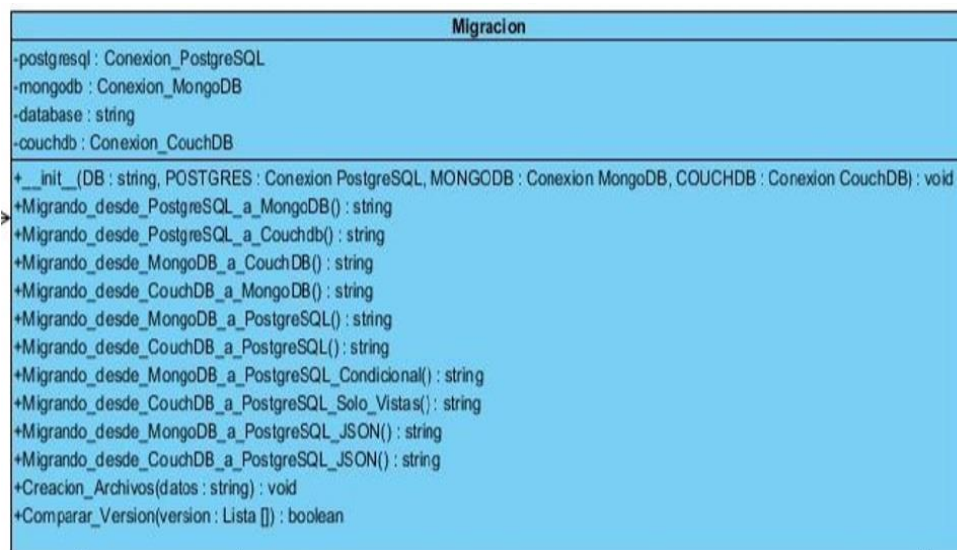 Migracion
-postgresql : Conexion_PostgreSQL
-mongodb : Conexion_MongoDB
-database : string
-couchdb : Conexion_CouchDB
+__init__(DB : string, POSTGRES : Conexion PostgreSQL, MONGODB : Conexion MongoDB, COUCHDB : Conexion CouchDB) : void
+Migrando_desde_PostgreSQL_a_MongoDB() : string
+Migrando_desde_PostgreSQL_a_Couchdb() : string
+Migrando_desde_MongoDB_a_CouchDB() : string
+Migrando_desde_CouchDB_a_MongoDB() : string
+Migrando_desde_MongoDB_a_PostgreSQL() : string
+Migrando_desde_CouchDB_a_PostgreSQL() : string
+Migrando_desde_MongoDB_a_PostgreSQL_Condicional() : string
+Migrando_desde_CouchDB_a_PostgreSQL_Solo_Vistas() : string
+Migrando_desde_MongoDB_a_PostgreSQL_JSON() : string
+Migrando_desde_CouchDB_a_PostgreSQL_JSON() : string
+Creacion_Archivos(datos : string) : void
+Comparar_Version(version : Lista []) : boolean